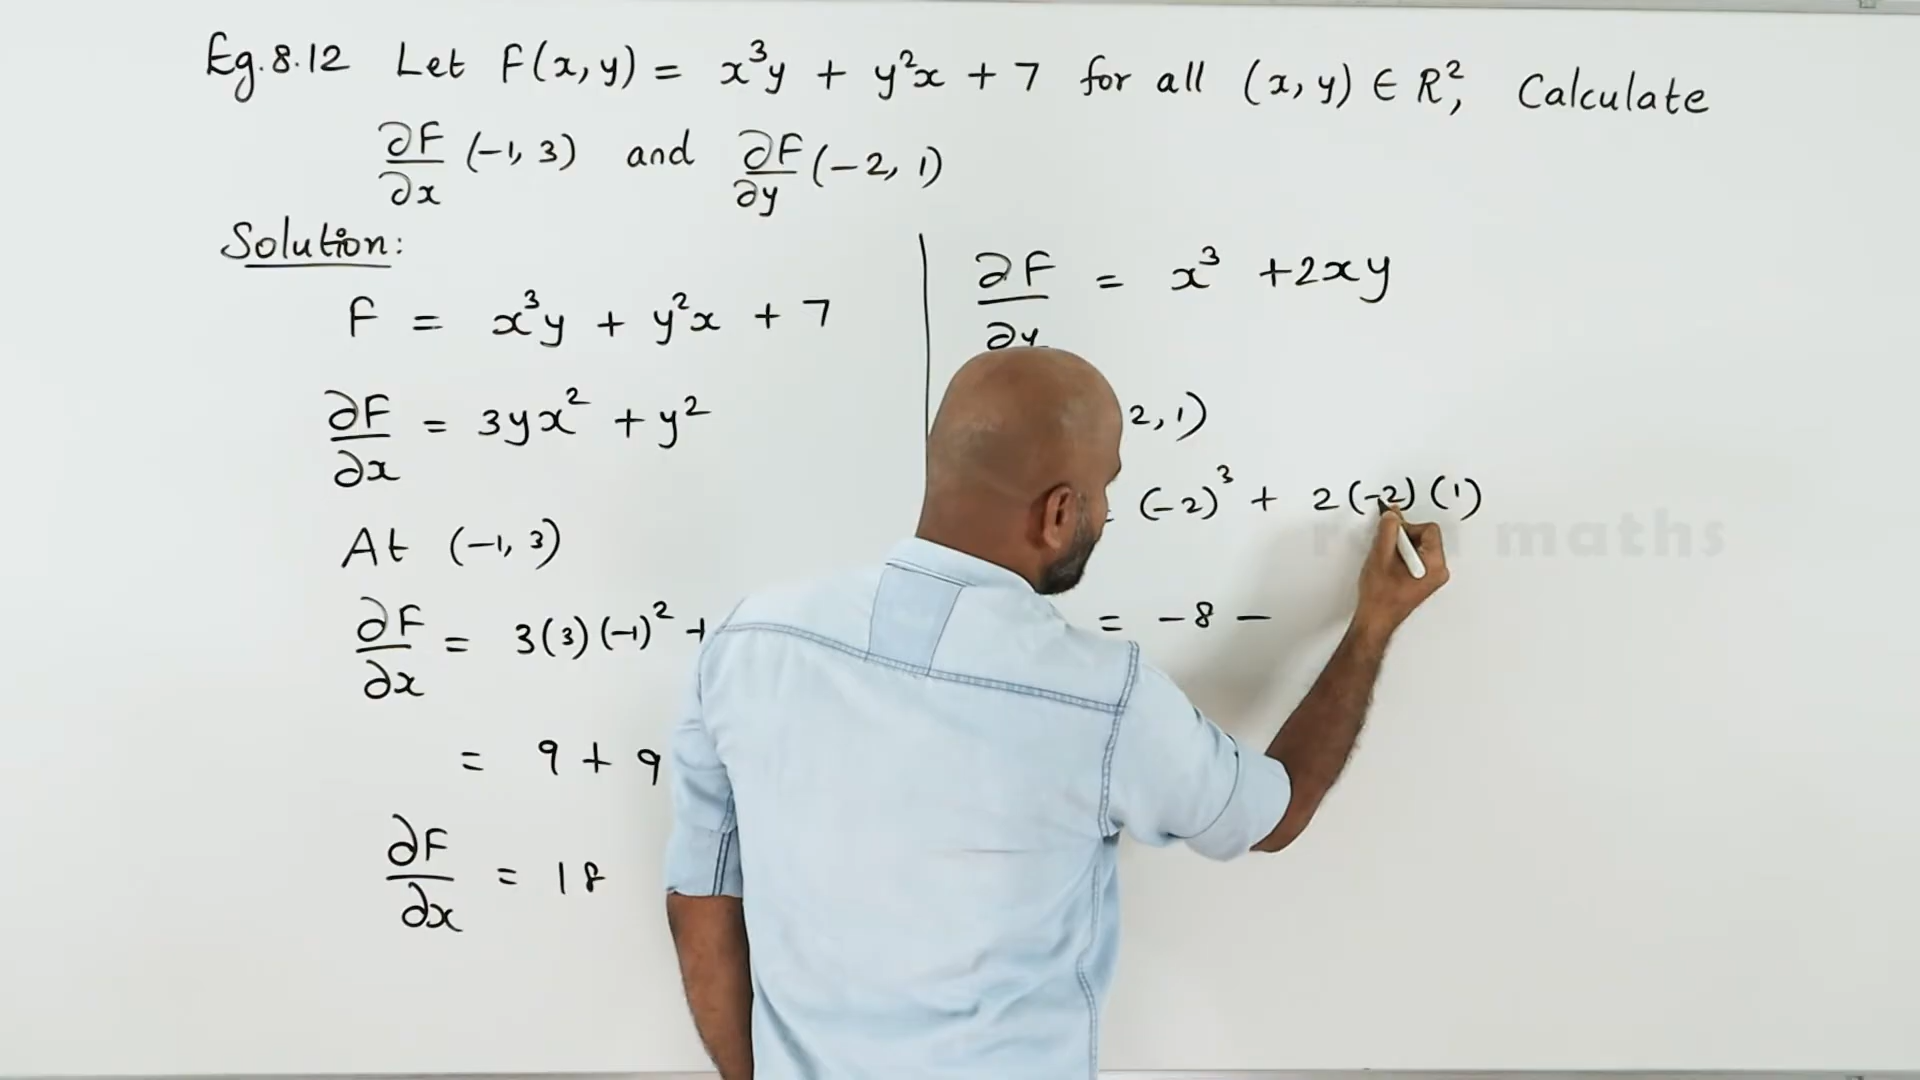 Eg.8.12 Let F(x,y) = x³y + y²x + 7 for all (x,y) ∈ R², Calculate
∂F/∂x (-1, 3) and ∂F/∂y (-2, 1)
Solution:
F = x³y + y²x + 7
∂F/∂x = 3yx² + y²
At (-1, 3)
∂F/∂x = 3(3)(-1)² +
= 9 + 9
∂F/∂x = 18
∂F/∂y = x³ + 2xy
2, 1)
= (-2)³ + 2(-2)(1)
= -8 -
maths